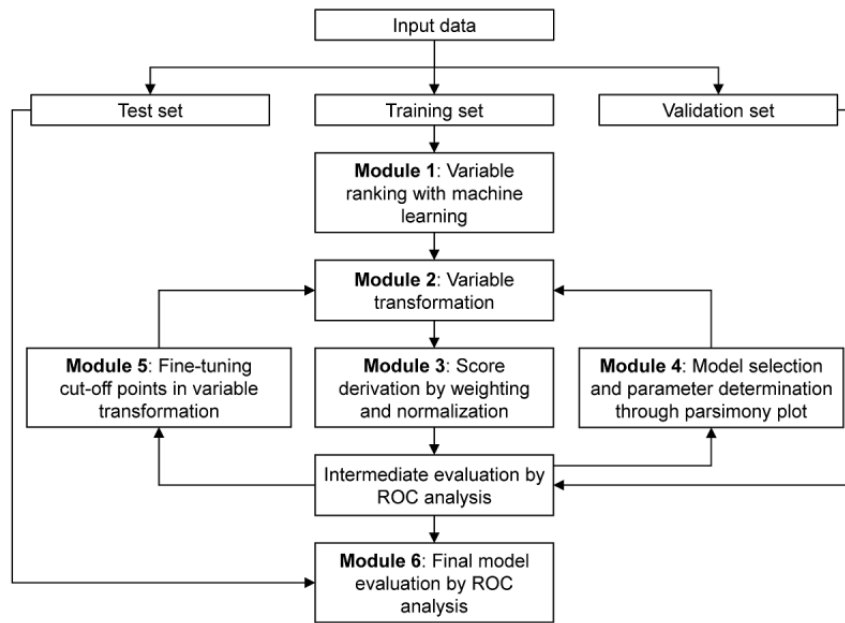 Input data
Test set
Training set
Validation set
Module 1: Variable
ranking with machine
learning
Module 2: Variable
transformation
Module 5: Fine-tuning
cut-off points in variable
transformation
Module 3: Score
derivation by weighting
and normalization
Module 4: Model selection
and parameter determination
through parsimony plot
Intermediate evaluation by
ROC analysis
Module 6: Final model
evaluation by ROC
analysis